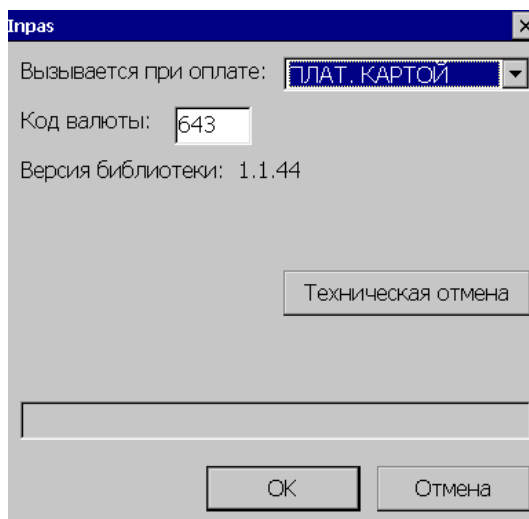 Inpas
Вызывается при оплате: ПЛАТ. КАРТОЙ
Код валюты: 643
Версия библиотеки: 1.1.44
Техническая отмена
OK Отмена